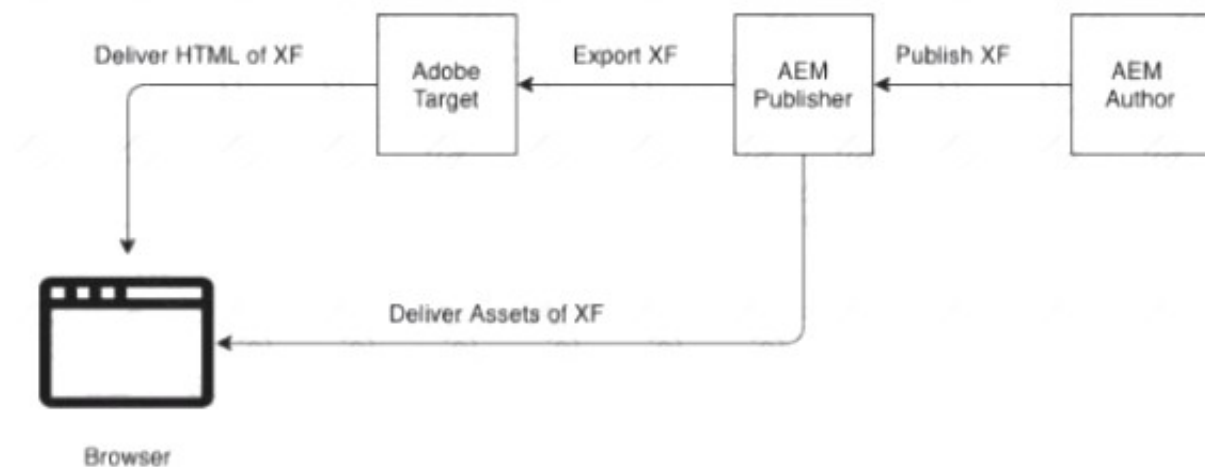 Deliver HTML of XF
Adobe
Target
Export XF
AEM
Publisher
Publish XF
AEM
Author
Deliver Assets of XF
Browser